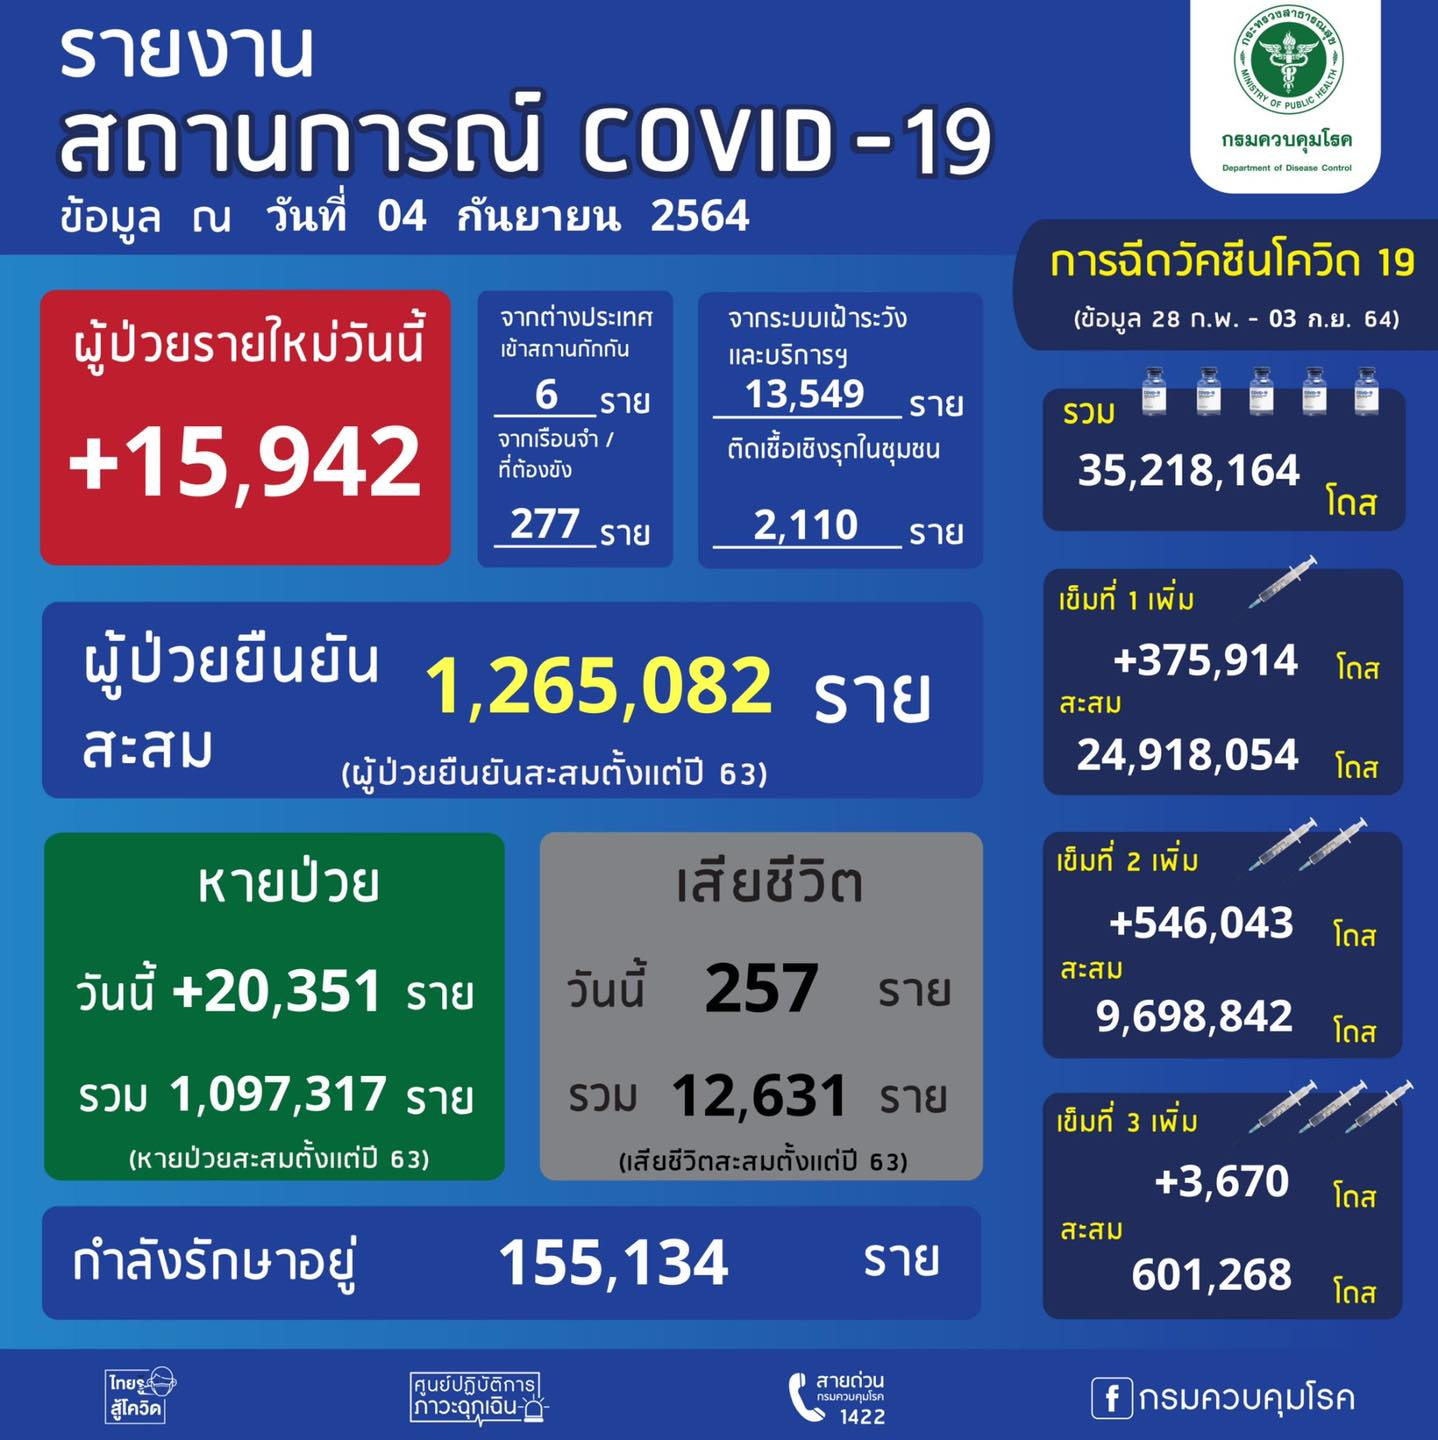 รายงาน
สถานการณ์ COVID -19
ข้อมูล ณ วันที่ 04 กันยายน 2564
กระทรวงสาธารณสุข
MINISTRY OF PUBLIC HEALTH
กรมควบคุมโรค
Department of Disease Control
ผู้ป่วยรายใหม่วันนี้
+15,942
จากต่างประเทศ
เข้าสถานกักกัน
6 ราย
จากเรือนจำ /
ที่ต้องขัง
277 ราย
จากระบบเฝ้าระวัง
และบริการฯ
13,549 ราย
ติดเชื้อเชิงรุกในชุมชน
2,110 ราย
ผู้ป่วยยืนยัน
สะสม
1,265,082 ราย
(ผู้ป่วยยืนยันสะสมตั้งแต่ปี 63)
หายป่วย
วันนี้ +20,351 ราย
รวม 1,097,317 ราย
(หายป่วยสะสมตั้งแต่ปี 63)
เสียชีวิต
วันนี้ 257 ราย
รวม 12,631 ราย
(เสียชีวิตสะสมตั้งแต่ปี 63)
กำลังรักษาอยู่ 155,134 ราย
การฉีดวัคซีนโควิด 19
(ข้อมูล 28 ก.พ. - 03 ก.ย. 64)
รวม
35,218,164 โดส
เข็มที่ 1 เพิ่ม
+375,914 โดส
สะสม
24,918,054 โดส
เข็มที่ 2 เพิ่ม
+546,043 โดส
สะสม
9,698,842 โดส
เข็มที่ 3 เพิ่ม
+3,670 โดส
สะสม
601,268 โดส
ไทยรู้
สู้โควิด
ศูนย์ปฏิบัติการ
ภาวะฉุกเฉิน
สายด่วน
กรมควบคุมโรค
1422
กรมควบคุมโรค